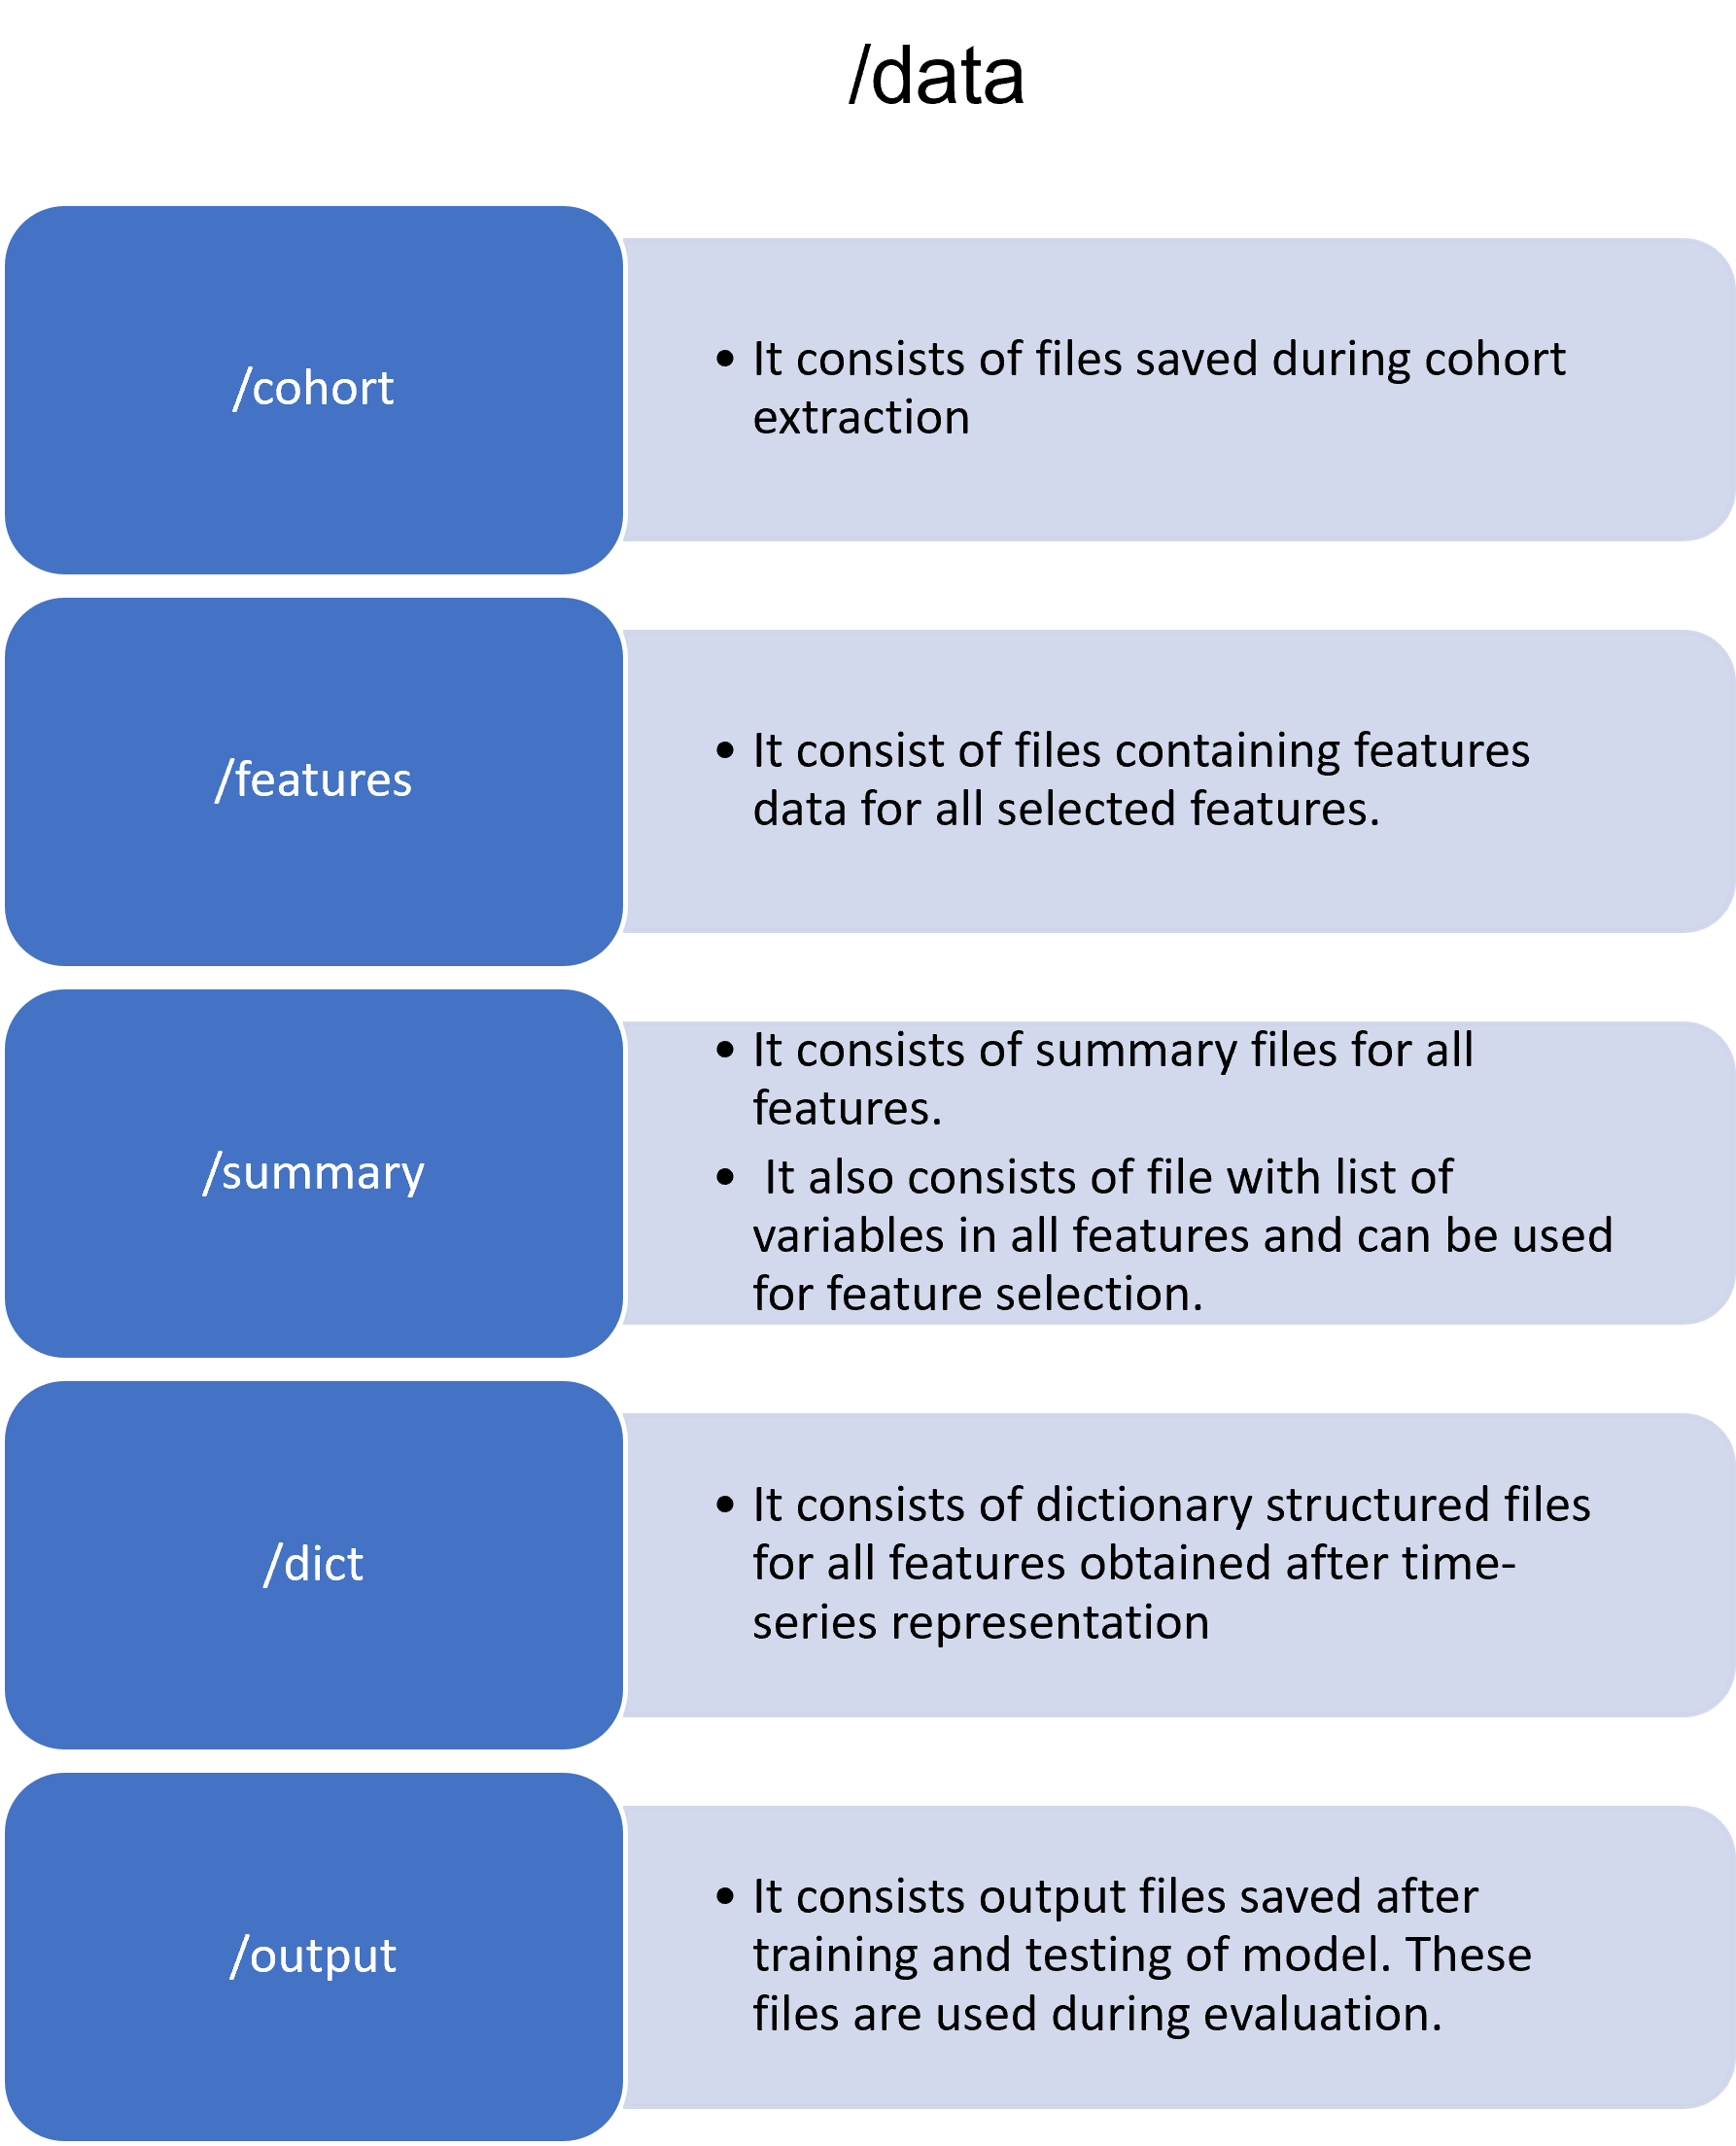 /data
/cohort
• It consists of files saved during cohort
extraction
/features
• It consist of files containing features
data for all selected features.
/summary
• It consists of summary files for all
features.
• It also consists of file with list of
variables in all features and can be used
for feature selection.
/dict
• It consists of dictionary structured files
for all features obtained after time-
series representation
/output
• It consists output files saved after
training and testing of model. These
files are used during evaluation.